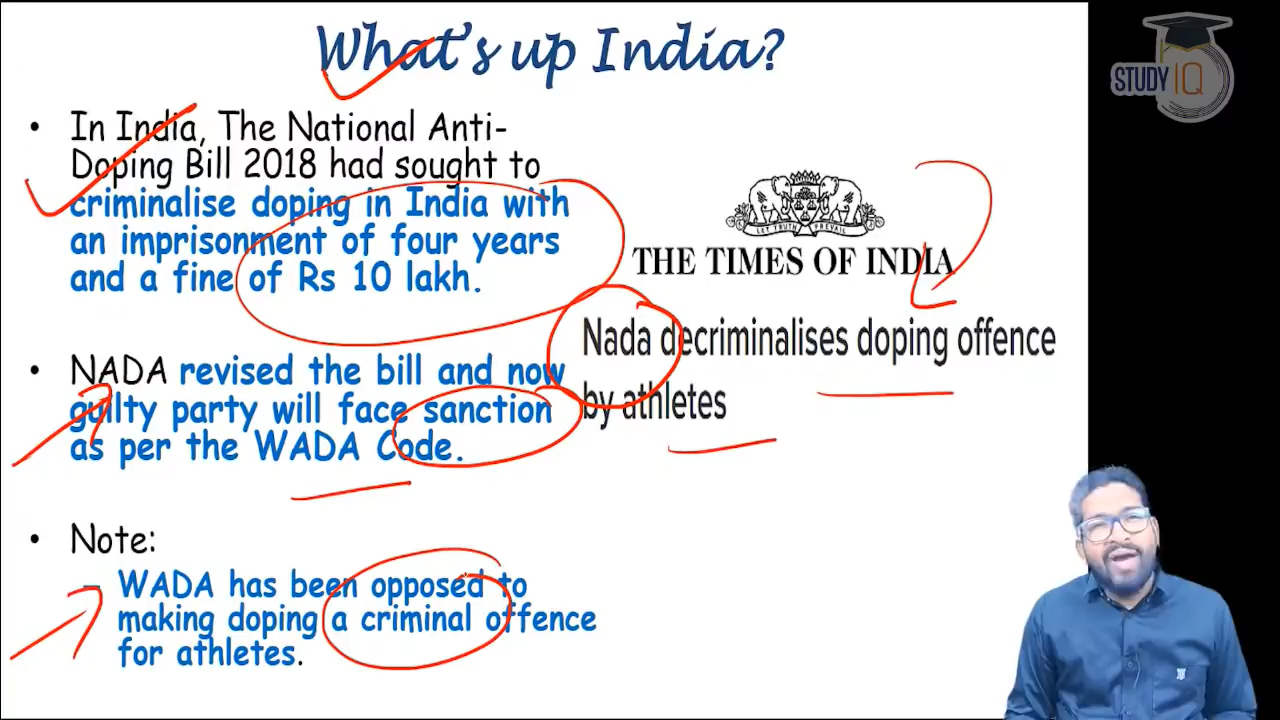 What's up India?
STUDY IQ
• In India, The National Anti-
Doping Bill 2018 had sought to
criminalise doping in India with
an imprisonment of four years
and a fine of Rs 10 lakh.
LET TRUTH PREVAIL
THE TIMES OF INDIA
Nada decriminalises doping offence
by athletes
• NADA revised the bill and now
guilty party will face sanction
as per the WADA Code.
• Note:
– WADA has been opposed to
making doping a criminal offence
for athletes.